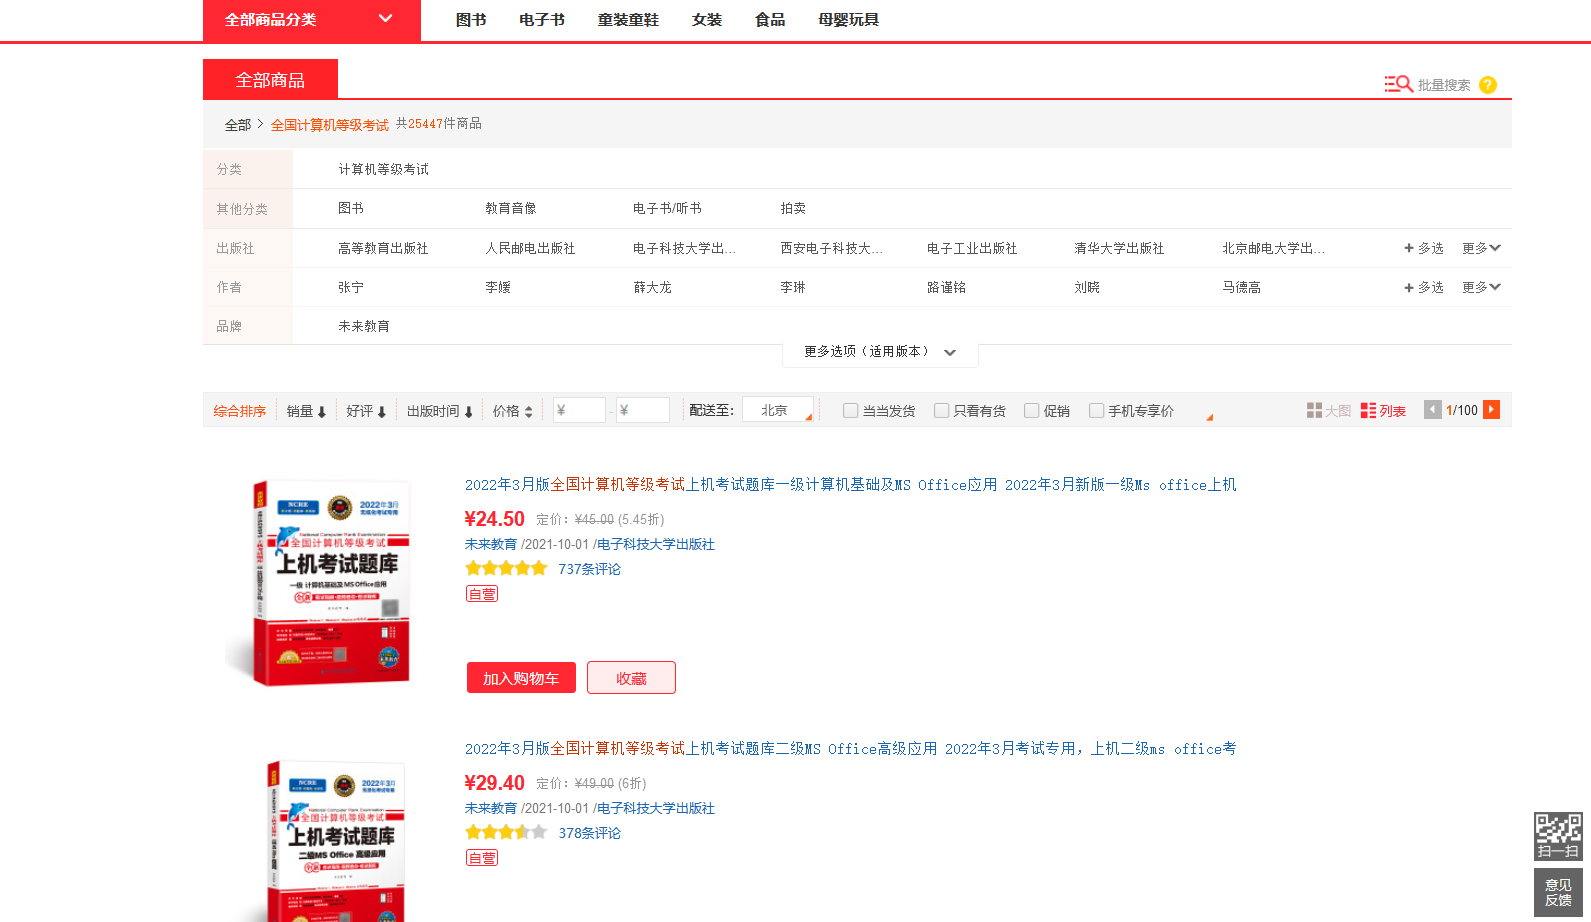 全部商品分类 图书 电子书 童装童鞋 女装 食品 母婴玩具
全部商品 批量搜索 ?
全部 > 全国计算机等级考试 共25447件商品
分类 计算机等级考试
其他分类 图书 教育音像 电子书/听书 拍卖
出版社 高等教育出版社 人民邮电出版社 电子科技大学出... 西安电子科技大... 电子工业出版社 清华大学出版社 北京邮电大学出... +多选 更多
作者 张宁 李媛 薛大龙 李琳 路谨铭 刘晓 马德高 +多选 更多
品牌 未来教育
更多选项（适用版本）
综合排序 销量 好评 出版时间 价格 ¥ - ¥ 配送至： 北京 当当发货 只看有货 促销 手机专享价 大图 列表 1/100
2022年3月版全国计算机等级考试上机考试题库一级计算机基础及MS Office应用 2022年3月新版一级Ms office上机
¥24.50 定价：¥45.00 (5.45折)
未来教育 /2021-10-01 /电子科技大学出版社
737条评论
自营
加入购物车 收藏
NCRE
2022年3月
National Computer Rank Examination
全国计算机等级考试
上机考试题库
一级 计算机基础及MS Office应用
2022年3月版全国计算机等级考试上机考试题库二级MS Office高级应用 2022年3月考试专用，上机二级ms office考
¥29.40 定价：¥49.00 (6折)
未来教育 /2021-10-01 /电子科技大学出版社
378条评论
自营
NCRE
2022年3月
National Computer Rank Examination
全国计算机等级考试
上机考试题库
二级MS Office 高级应用
扫一扫
意见
反馈